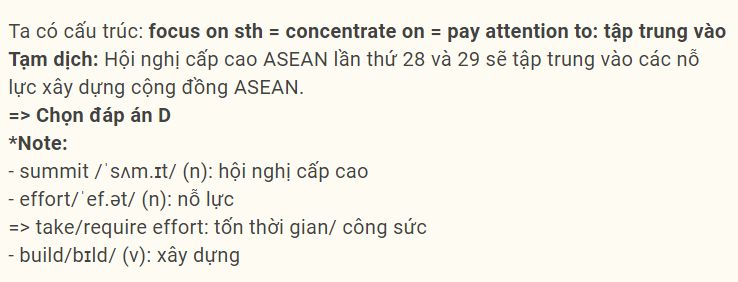 Ta có cấu trúc: focus on sth = concentrate on = pay attention to: tập trung vào
Tạm dịch: Hội nghị cấp cao ASEAN lần thứ 28 và 29 sẽ tập trung vào các nỗ
lực xây dựng cộng đồng ASEAN.
=> Chọn đáp án D
*Note:
- summit /ˈsʌm.ɪt/ (n): hội nghị cấp cao
- effort/ˈef.ət/ (n): nỗ lực
=> take/require effort: tốn thời gian/ công sức
- build/bɪld/ (v): xây dựng